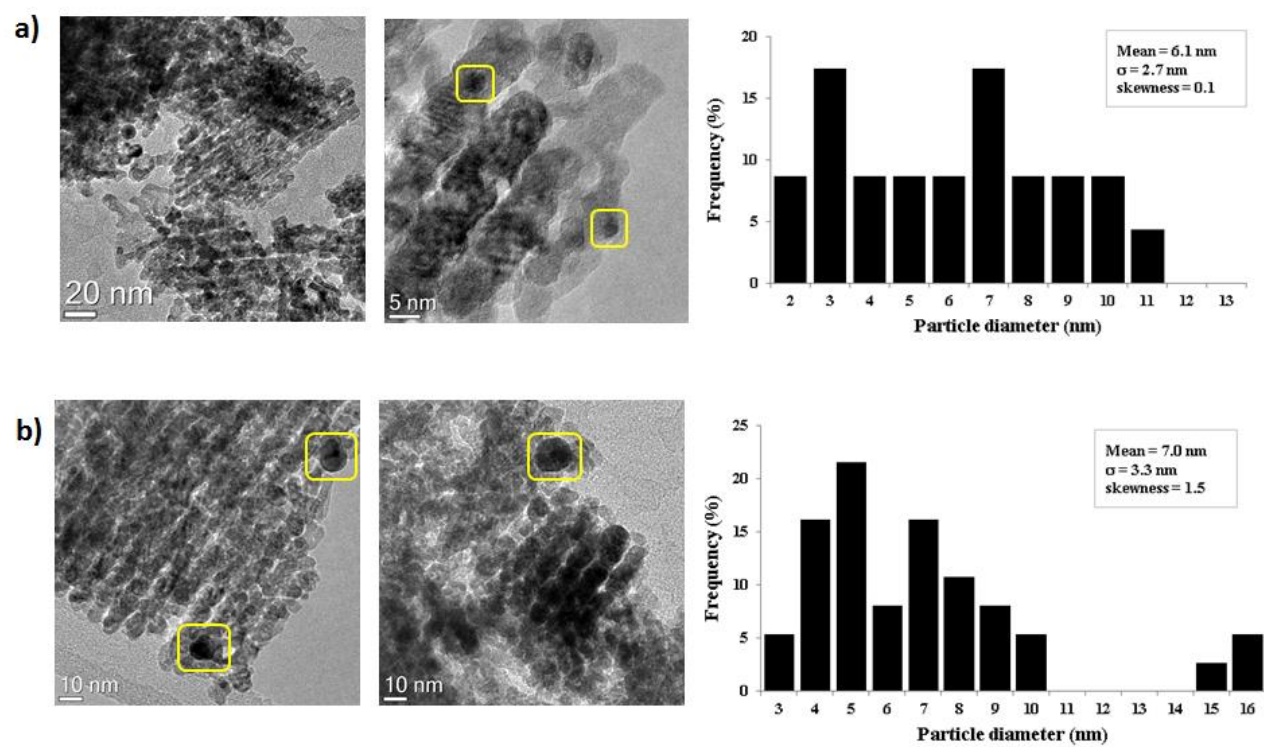 a)
20 nm
5 nm
Mean = 6.1 nm
σ = 2.7 nm
skewness = 0.1
Frequency (%)
20
15
10
5
0
2 3 4 5 6 7 8 9 10 11 12 13
Particle diameter (nm)
b)
10 nm
10 nm
Mean = 7.0 nm
σ = 3.3 nm
skewness = 1.5
Frequency (%)
25
20
15
10
5
0
3 4 5 6 7 8 9 10 11 12 13 14 15 16
Particle diameter (nm)